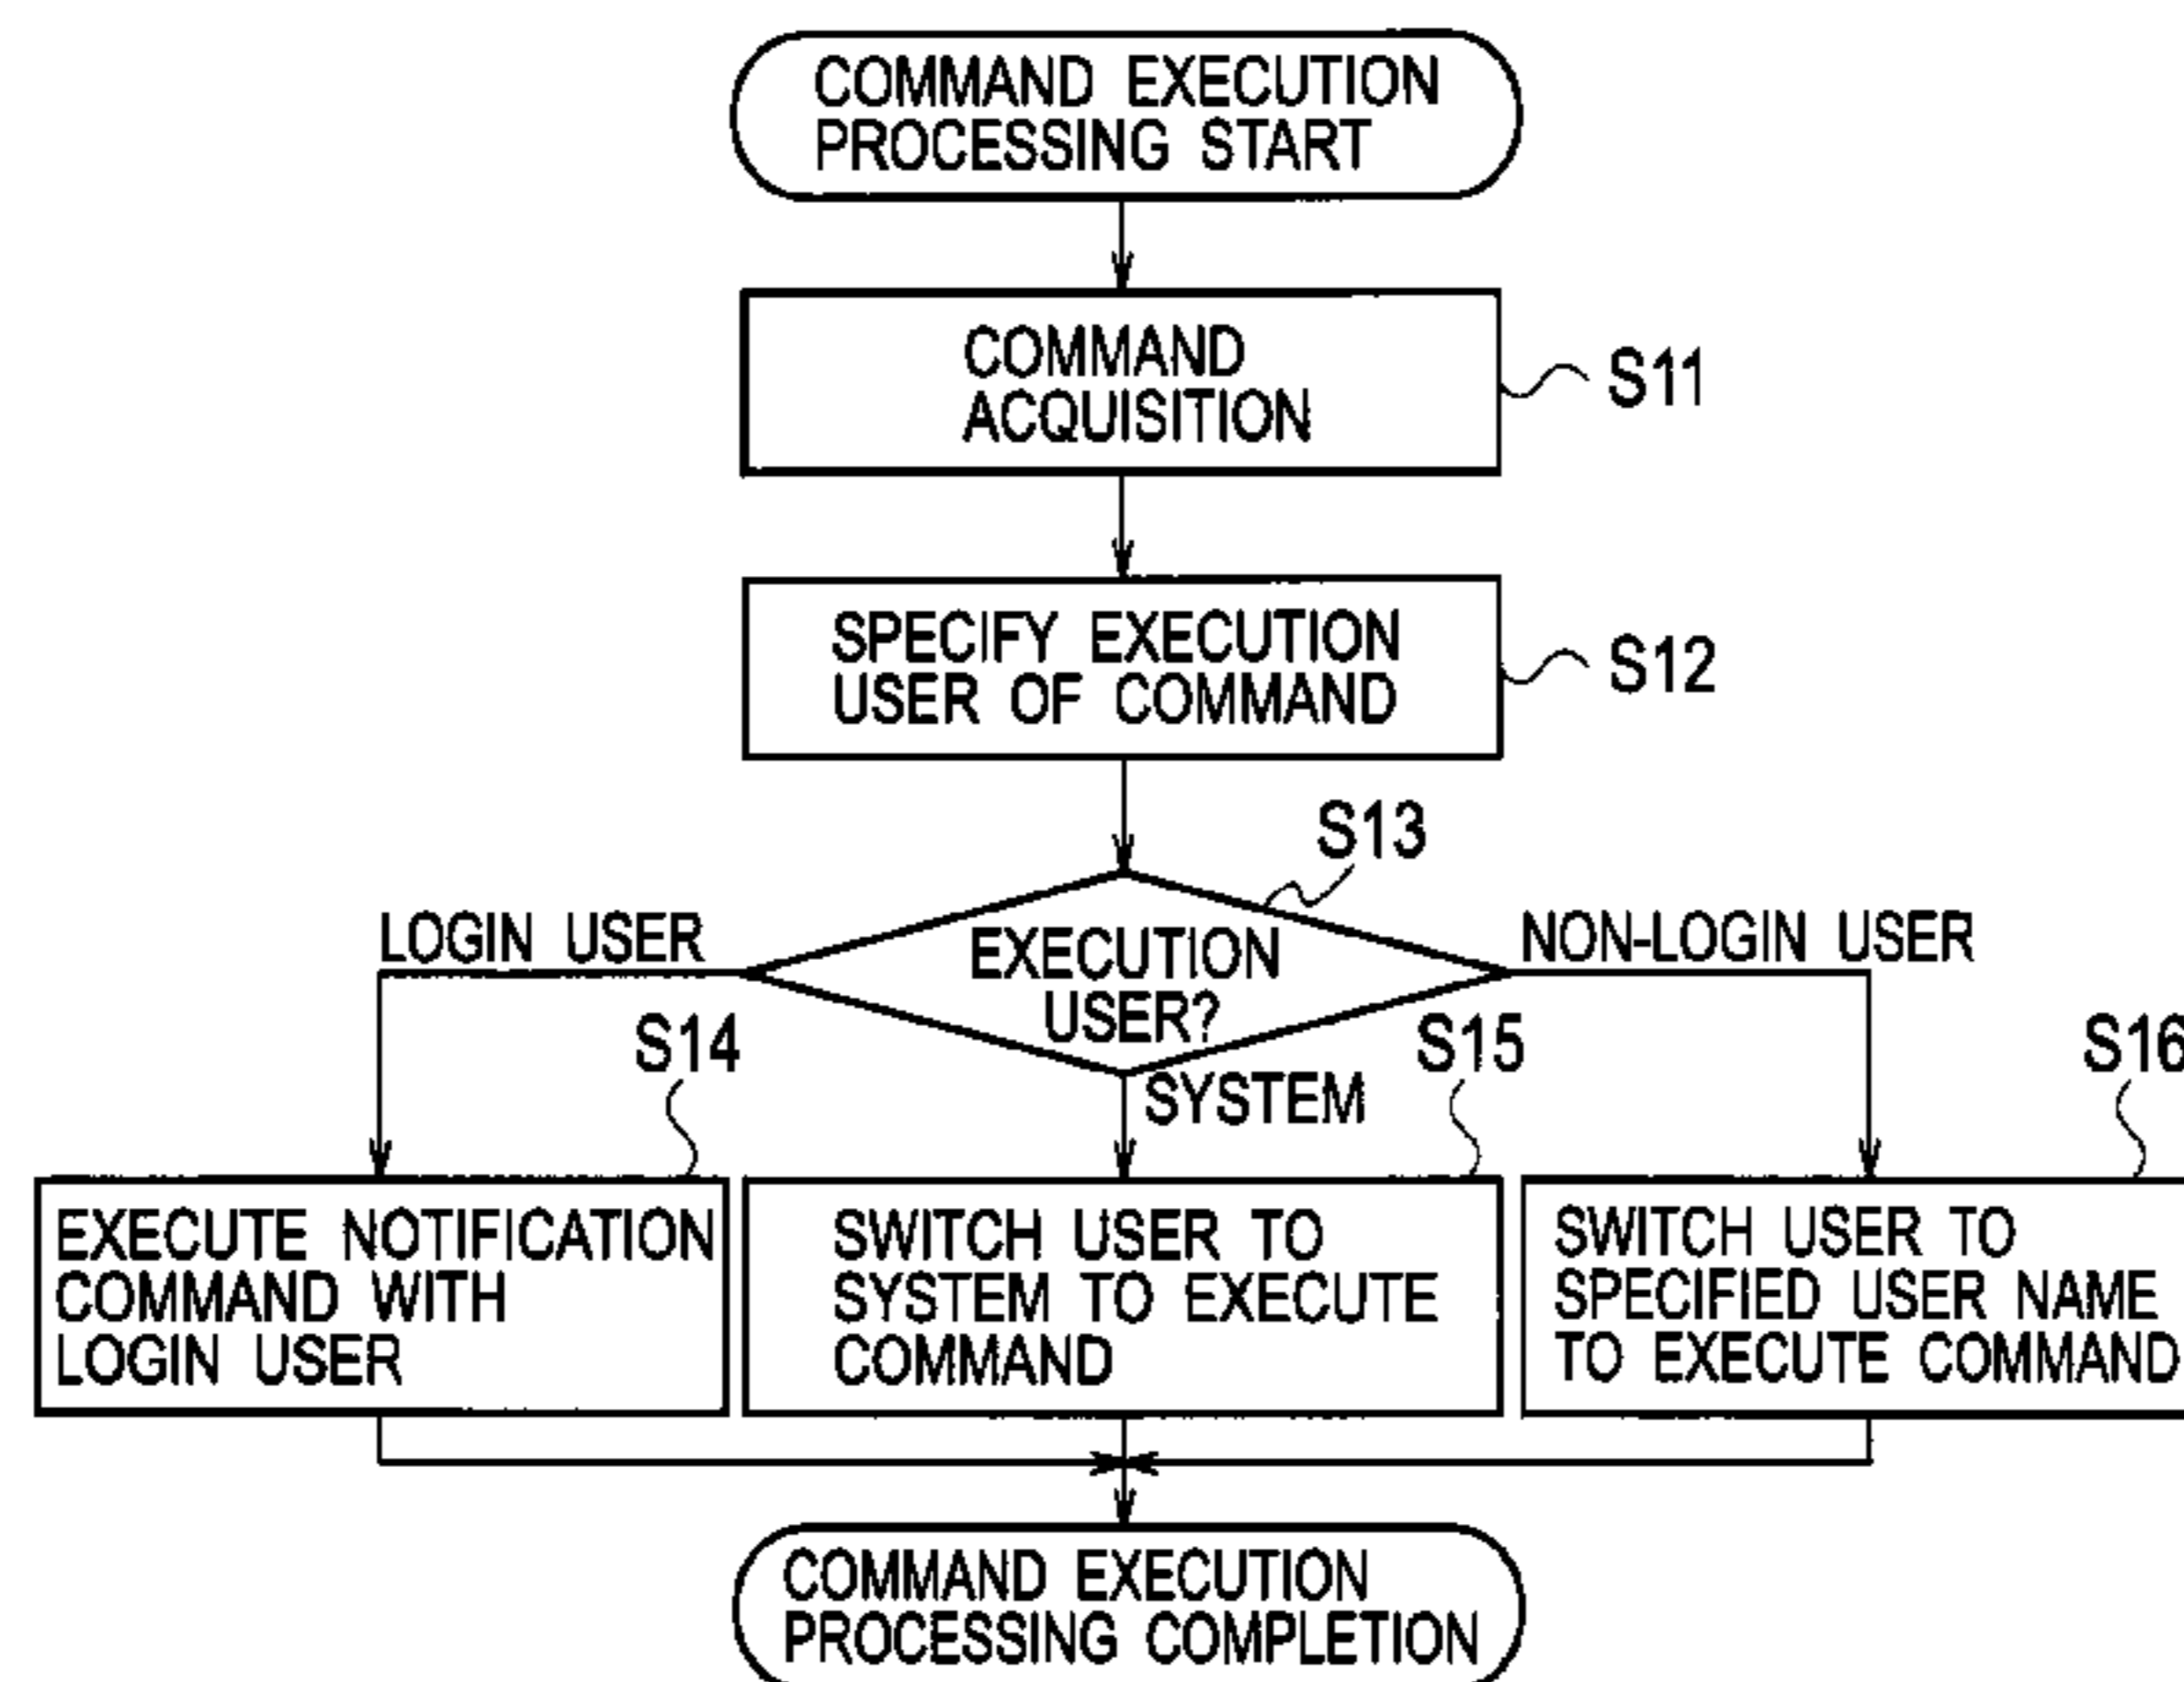 COMMAND EXECUTION
PROCESSING START
COMMAND
ACQUISITION
S11
SPECIFY EXECUTION
USER OF COMMAND
S12
S13
LOGIN USER
EXECUTION
USER?
NON-LOGIN USER
SYSTEM
S14
S15
S16
EXECUTE NOTIFICATION
COMMAND WITH
LOGIN USER
SWITCH USER TO
SYSTEM TO EXECUTE
COMMAND
SWITCH USER TO
SPECIFIED USER NAME
TO EXECUTE COMMAND
COMMAND EXECUTION
PROCESSING COMPLETION